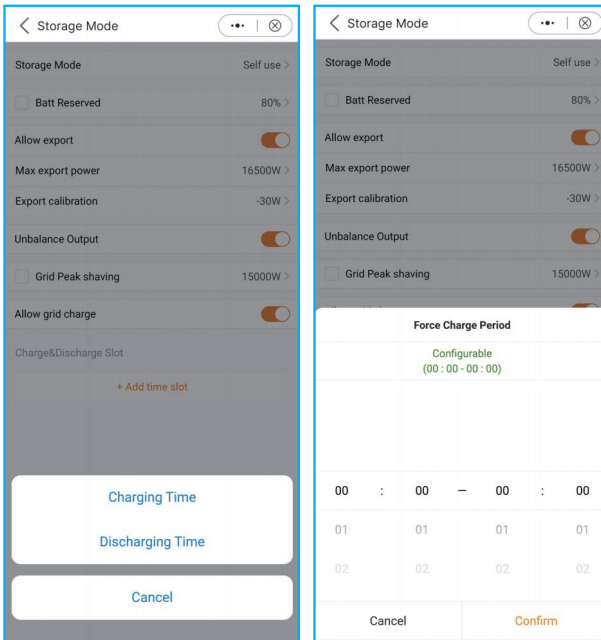 Storage Mode
Storage Mode Self use >
Batt Reserved 80% >
Allow export
Max export power 16500W >
Export calibration -30W >
Unbalance Output
Grid Peak shaving 15000W >
Allow grid charge
Charge&Discharge Slot
+ Add time slot
Charging Time
Discharging Time
Cancel
Storage Mode
Storage Mode Self use >
Batt Reserved 80% >
Allow export
Max export power 16500W >
Export calibration -30W >
Unbalance Output
Grid Peak shaving 15000W >
Force Charge Period
Configurable
(00 : 00 - 00 : 00)
00 : 00 – 00 : 00
01 01 01 01
02 02 02 02
Cancel Confirm